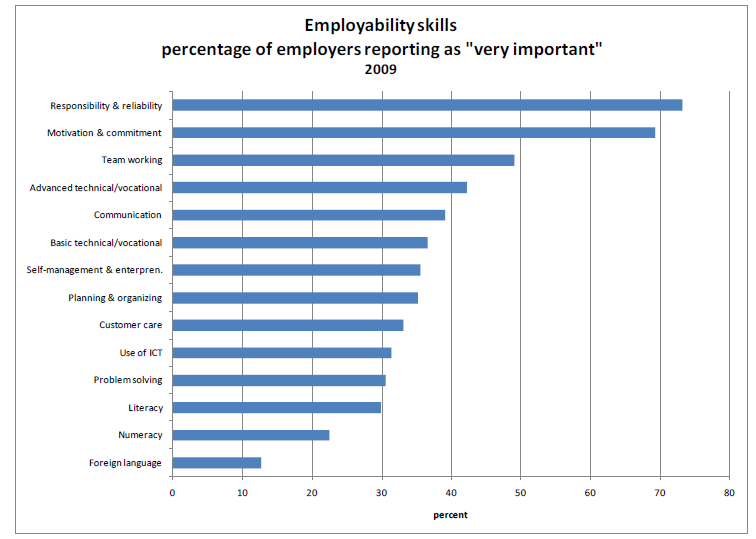 Employability skills
percentage of employers reporting as "very important"
2009
Responsibility & reliability
Motivation & commitment
Team working
Advanced technical/vocational
Communication
Basic technical/vocational
Self-management & enterpren.
Planning & organizing
Customer care
Use of ICT
Problem solving
Literacy
Numeracy
Foreign language
0 10 20 30 40 50 60 70 80
percent